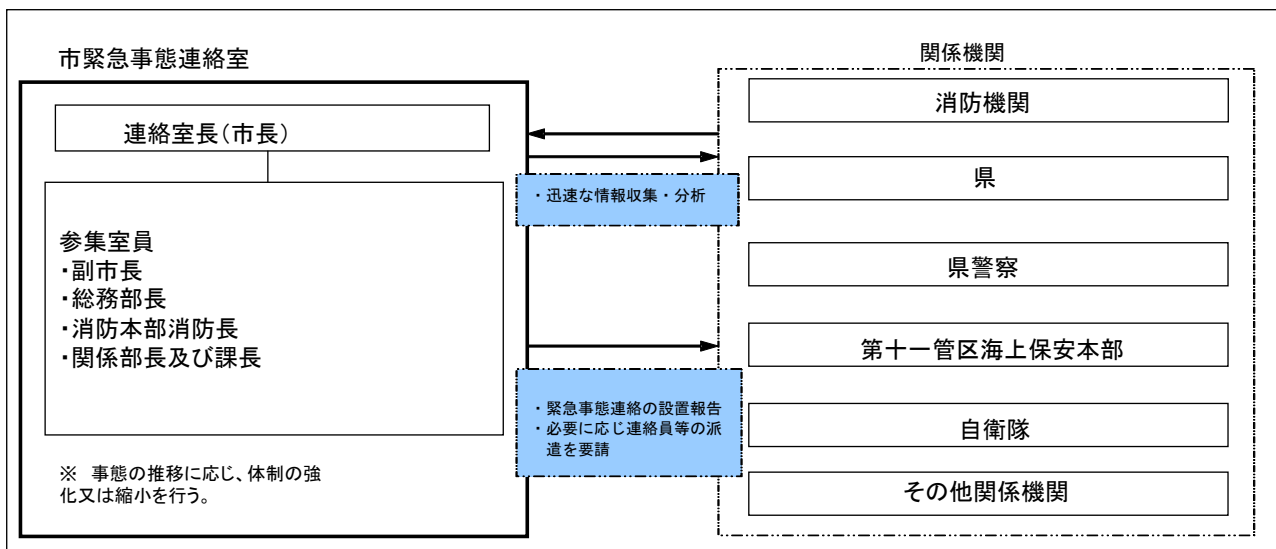 市緊急事態連絡室
連絡室長(市長)
参集室員
・副市長
・総務部長
・消防本部消防長
・関係部長及び課長
※ 事態の推移に応じ、体制の強
化又は縮小を行う。
・迅速な情報収集・分析
・緊急事態連絡の設置報告
・必要に応じ連絡員等の派
遣を要請
関係機関
消防機関
県
県警察
第十一管区海上保安本部
自衛隊
その他関係機関